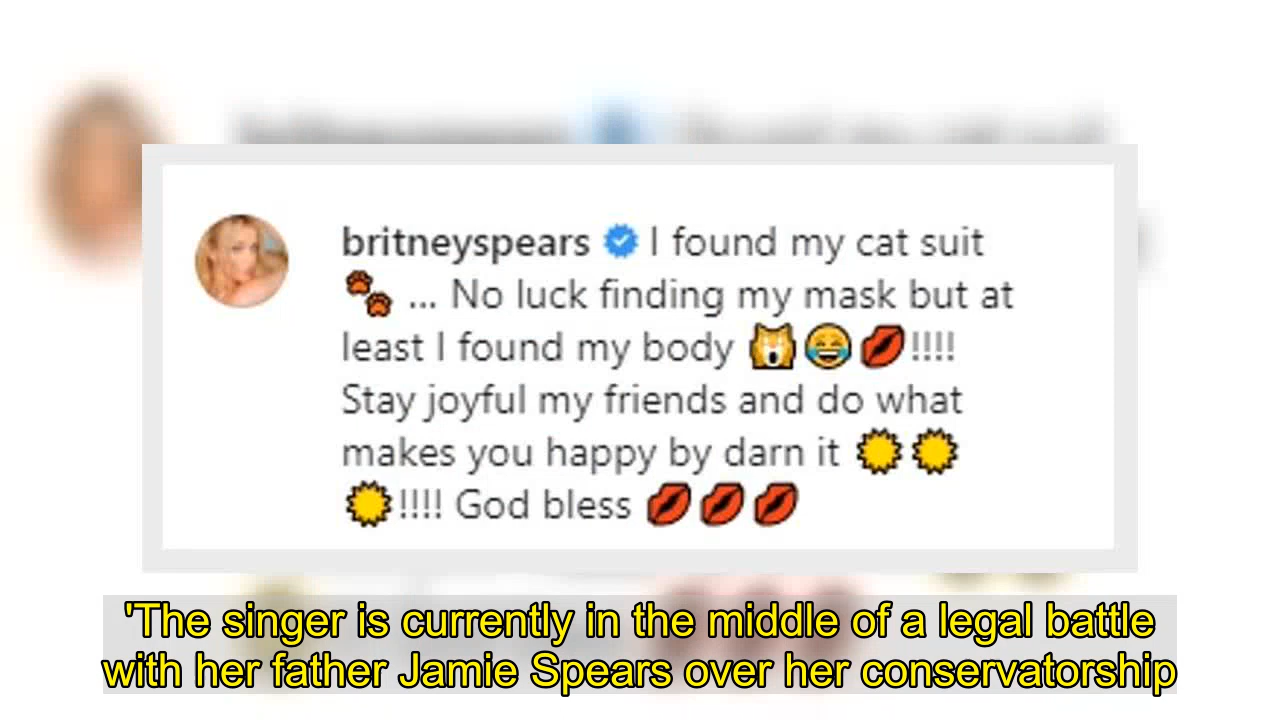 britneyspears I found my cat suit
🐾 ... No luck finding my mask but at
least I found my body 🙀😂💋!!!!
Stay joyful my friends and do what
makes you happy by darn it ☀️☀️
☀️!!!! God bless 💋💋💋
'The singer is currently in the middle of a legal battle
with her father Jamie Spears over her conservatorship